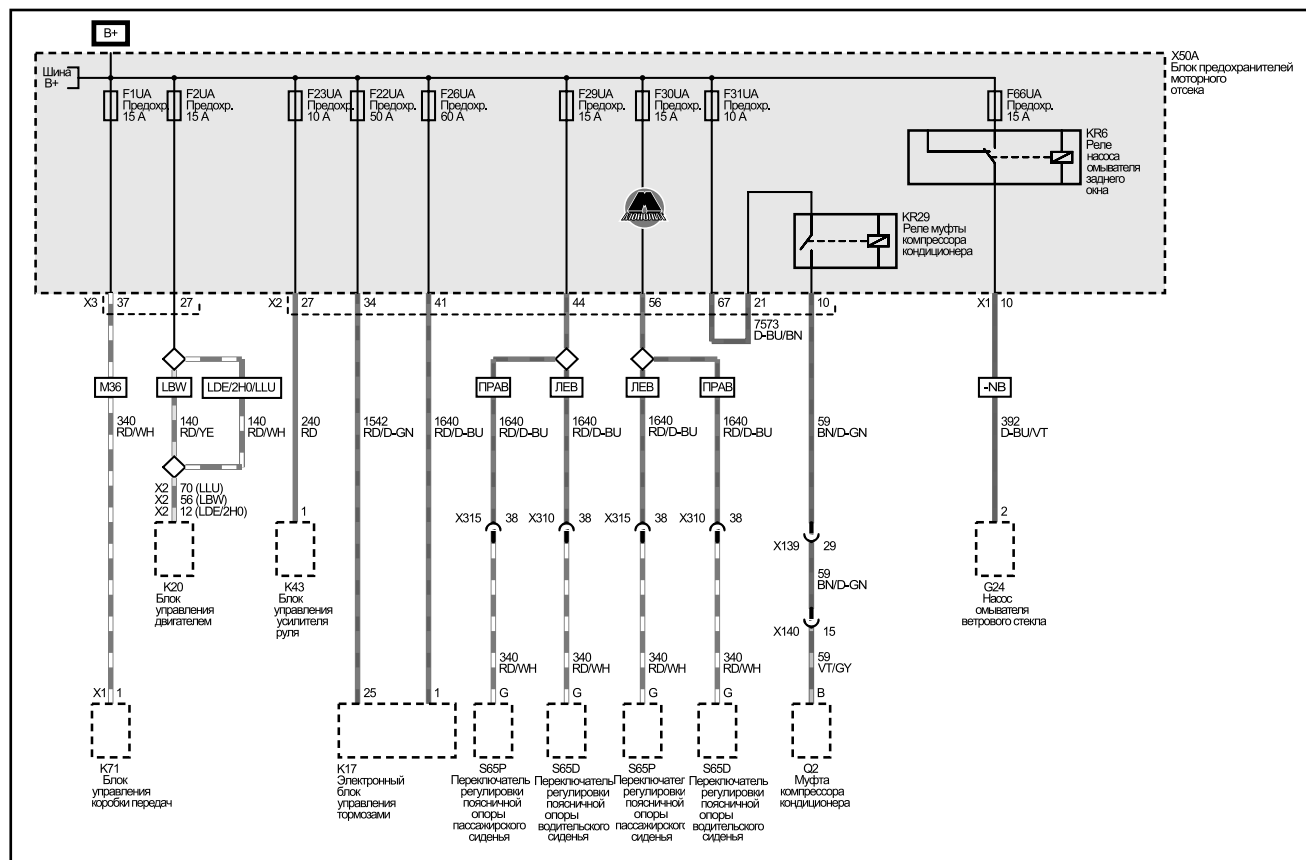 B+
X50A
Блок предохранителей
моторного
отсека
Шина
B+
F1UA
Предохр.
15 A
F2UA
Предохр.
15 A
F23UA
Предохр.
10 A
F22UA
Предохр.
50 A
F26UA
Предохр.
60 A
F29UA
Предохр.
15 A
F30UA
Предохр.
15 A
F31UA
Предохр.
10 A
F66UA
Предохр.
15 A
KR6
Реле
насоса
омывателя
заднего
окна
KR29
Реле муфты
компрессора
кондиционера
X3 37 27 X2 27 34 41 44 56 67 21 10 X1 10
7573
D-BU/BN
M36 LBW LDE/2H0/LLU ПРАВ ЛЕВ ЛЕВ ПРАВ -NB
340
RD/WH
140
RD/YE
140
RD/WH
240
RD
1542
RD/D-GN
1640
RD/D-BU
1640
RD/D-BU
1640
RD/D-BU
1640
RD/D-BU
1640
RD/D-BU
59
BN/D-GN
392
D-BU/VT
X2 70 (LLU)
X2 56 (LBW)
X2 12 (LDE/2H0)
1
X315 38 X310 38 X315 38 X310 38
2
X139 29
K20
Блок
управления
двигателем
K43
Блок
управления
усилителя
руля
59
BN/D-GN
G24
Насос
омывателя
ветрового стекла
X140 15
340
RD/WH
340
RD/WH
340
RD/WH
340
RD/WH
59
VT/GY
X1 1 25 1 G G G G B
K71
Блок
управления
коробки передач
K17
Электронный
блок
управления
тормозами
S65P
Переключатель
регулировки
поясничной
опоры
пассажирского
сиденья
S65D
Переключатель
регулировки
поясничной
опоры
водительского
сиденья
S65P
Переключател
регулировки
поясничной
опоры
пассажирског
сиденья
S65D
Переключатель
регулировки
поясничной
опоры
водительского
сиденья
Q2
Муфта
компрессора
кондиционера